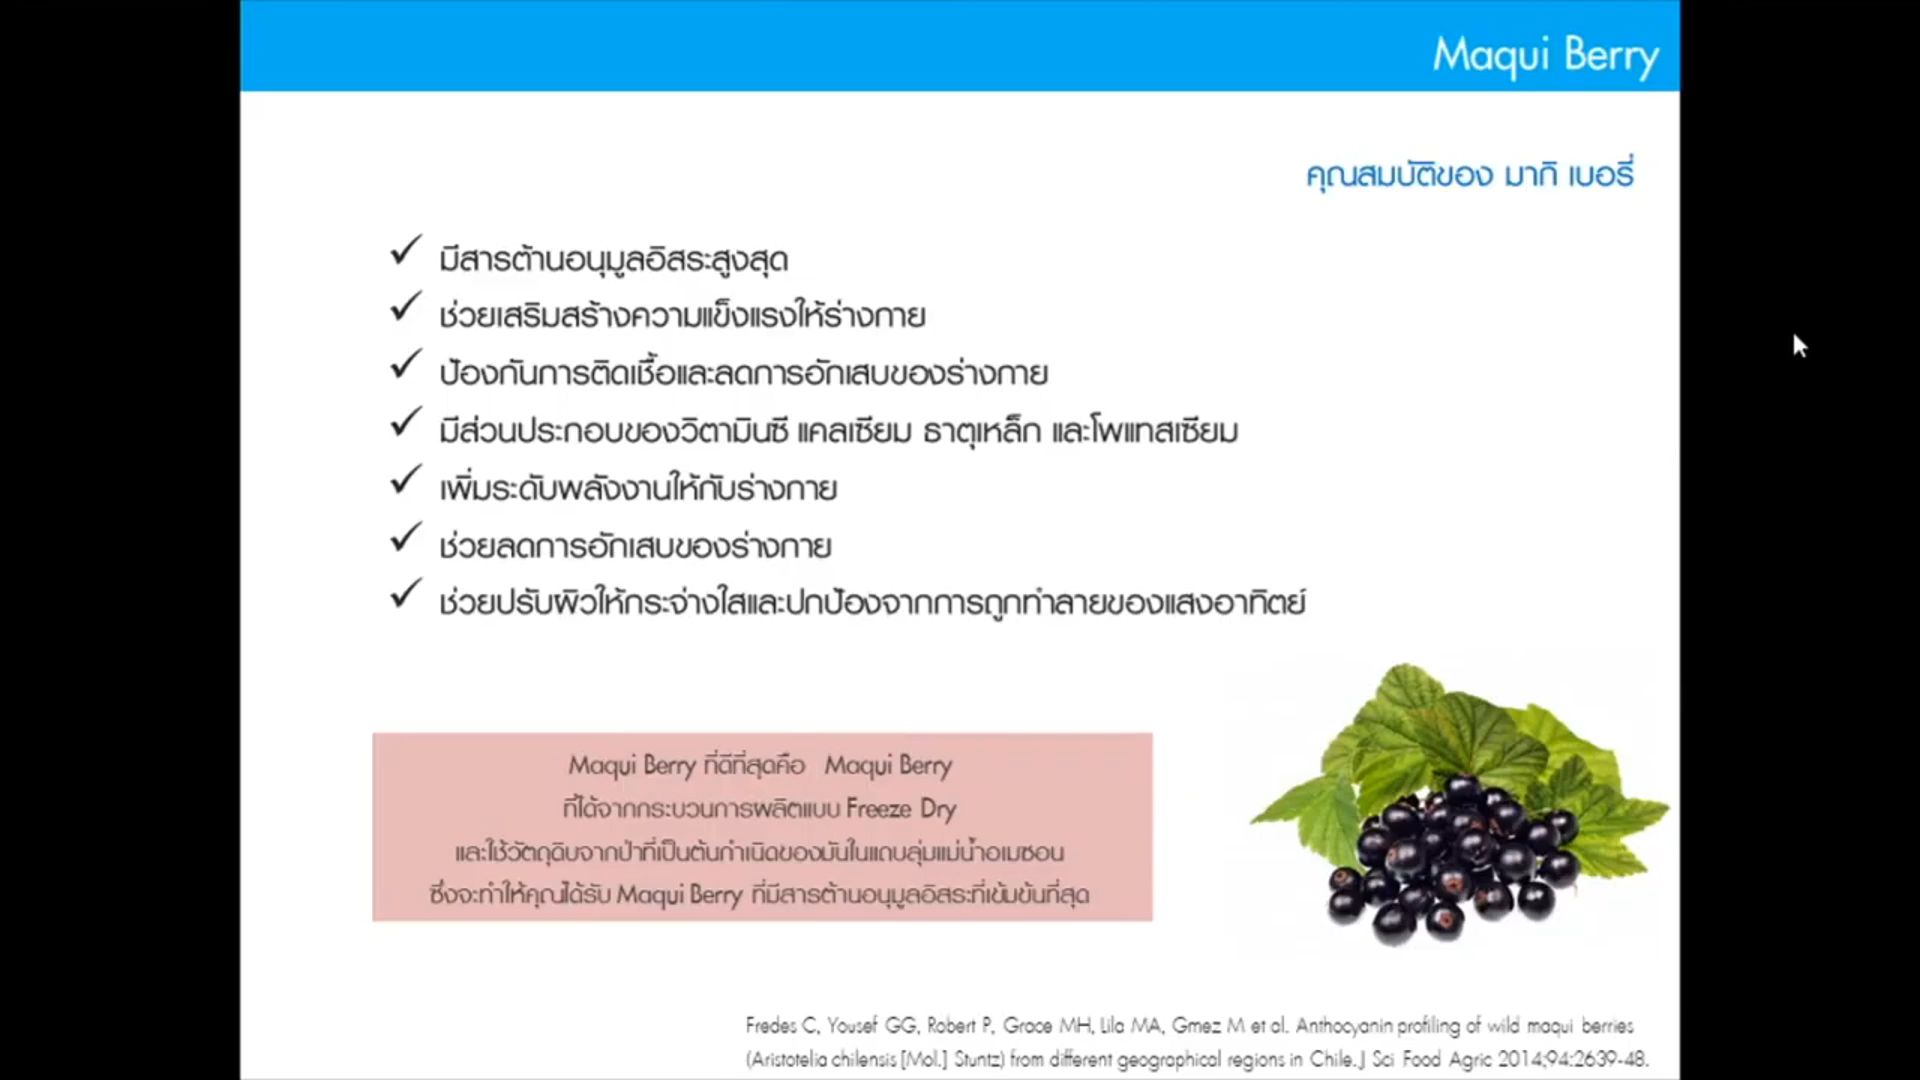 Maqui Berry
คุณสมบัติของ มากิ เบอรี่
✓ มีสารต้านอนุมูลอิสระสูงสุด
✓ ช่วยเสริมสร้างความแข็งแรงให้ร่างกาย
✓ ป้องกันการติดเชื้อและลดการอักเสบของร่างกาย
✓ มีส่วนประกอบของวิตามินซี แคลเซียม ธาตุเหล็ก และโพแทสเซียม
✓ เพิ่มระดับพลังงานให้กับร่างกาย
✓ ช่วยลดการอักเสบของร่างกาย
✓ ช่วยปรับผิวให้กระจ่างใสและปกป้องจากการถูกทำลายของแสงอาทิตย์
Maqui Berry ที่ดีที่สุดคือ Maqui Berry
ที่ได้จากกระบวนการผลิตแบบ Freeze Dry
และใช้วัตถุดิบจากป่าที่เป็นต้นกำเนิดของมันในแถบลุ่มแม่น้ำอเมซอน
ซึ่งจะทำให้คุณได้รับ Maqui Berry ที่มีสารต้านอนุมูลอิสระที่เข้มข้นที่สุด
Fredes C, Yousef GG, Robert P, Grace MH, Lila MA, Gmez M et al. Anthocyanin profiling of wild maqui berries
(Aristotelia chilensis [Mol.] Stuntz) from different geographical regions in Chile.J Sci Food Agric 2014;94:2639-48.